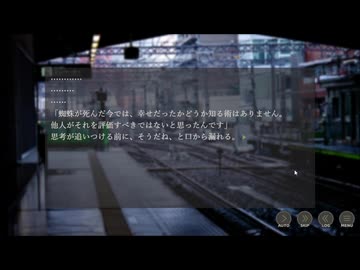 …………
………
……
「蜘蛛が死んだ今では、幸せだったかどうか知る術はありません。
他人がそれを評価すべきではないと思ったんです」
思考が追いつける前に、そうだね、と口から漏れる。
AUTO
SKIP
LOG
MENU